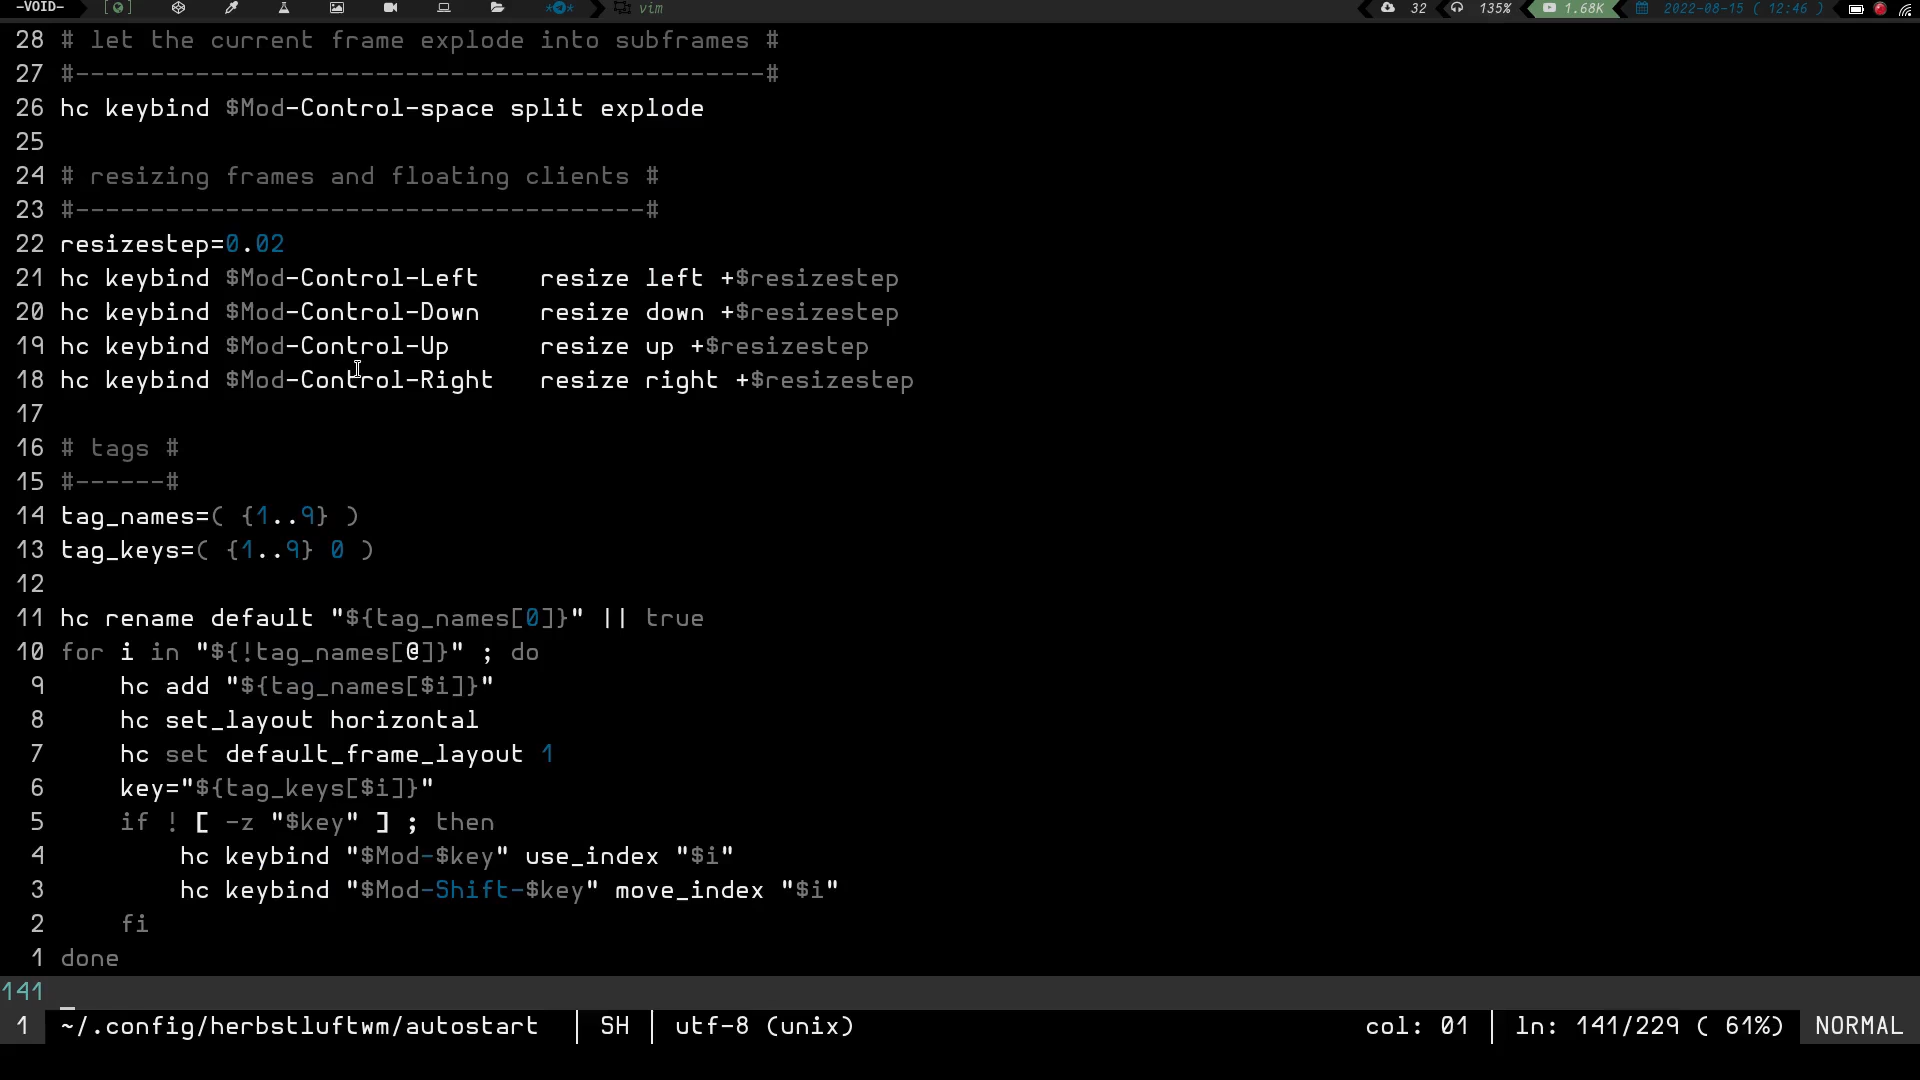 -VOID- [ ] vim 32 135% 1.68K 2022-08-15 ( 12:46 )
28 # let the current frame explode into subframes #
27 #----------------------------------------------#
26 hc keybind $Mod-Control-space split explode
25
24 # resizing frames and floating clients #
23 #--------------------------------------#
22 resizestep=0.02
21 hc keybind $Mod-Control-Left    resize left +$resizestep
20 hc keybind $Mod-Control-Down    resize down +$resizestep
19 hc keybind $Mod-Control-Up      resize up +$resizestep
18 hc keybind $Mod-Control-Right   resize right +$resizestep
17
16 # tags #
15 #------#
14 tag_names=( {1..9} )
13 tag_keys=( {1..9} 0 )
12
11 hc rename default "${tag_names[0]}" || true
10 for i in "${!tag_names[@]}" ; do
9     hc add "${tag_names[$i]}"
8     hc set_layout horizontal
7     hc set default_frame_layout 1
6     key="${tag_keys[$i]}"
5     if ! [ -z "$key" ] ; then
4         hc keybind "$Mod-$key" use_index "$i"
3         hc keybind "$Mod-Shift-$key" move_index "$i"
2     fi
1 done
141
1 ~/.config/herbstluftwm/autostart | SH | utf-8 (unix) col: 01 | ln: 141/229 ( 61%) NORMAL